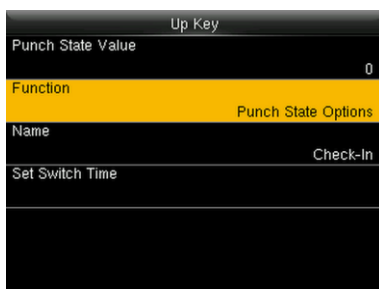 Up Key
Punch State Value
0
Function
Punch State Options
Name
Check-In
Set Switch Time